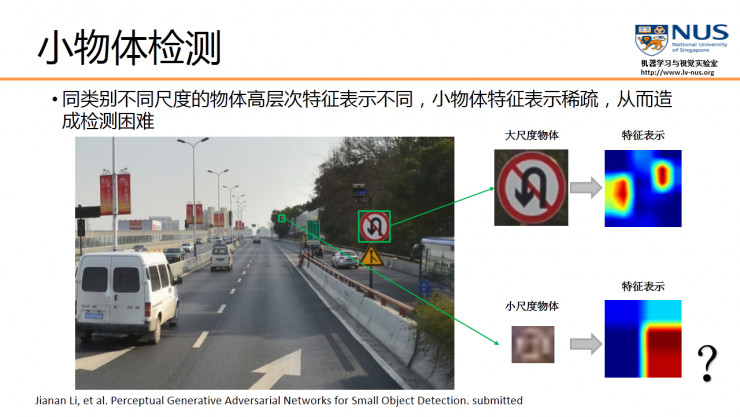 小物体检测
NUS
National University
of Singapore
机器学习与视觉实验室
http://www.lv-nus.org
• 同类别不同尺度的物体高层次特征表示不同，小物体特征表示稀疏，从而造
成检测困难
大尺度物体
特征表示
小尺度物体
特征表示
?
Jianan Li, et al. Perceptual Generative Adversarial Networks for Small Object Detection. submitted